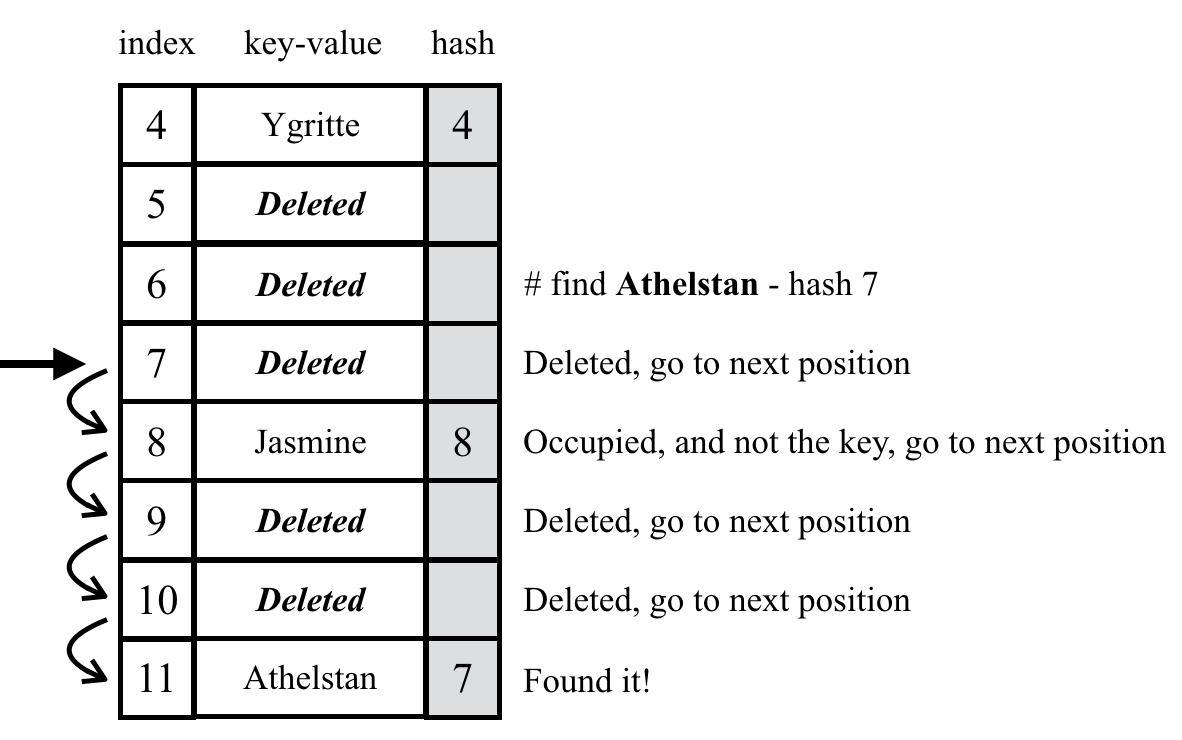 index key-value hash
4 Ygritte 4
5 Deleted
6 Deleted # find Athelstan - hash 7
7 Deleted Deleted, go to next position
8 Jasmine 8 Occupied, and not the key, go to next position
9 Deleted Deleted, go to next position
10 Deleted Deleted, go to next position
11 Athelstan 7 Found it!